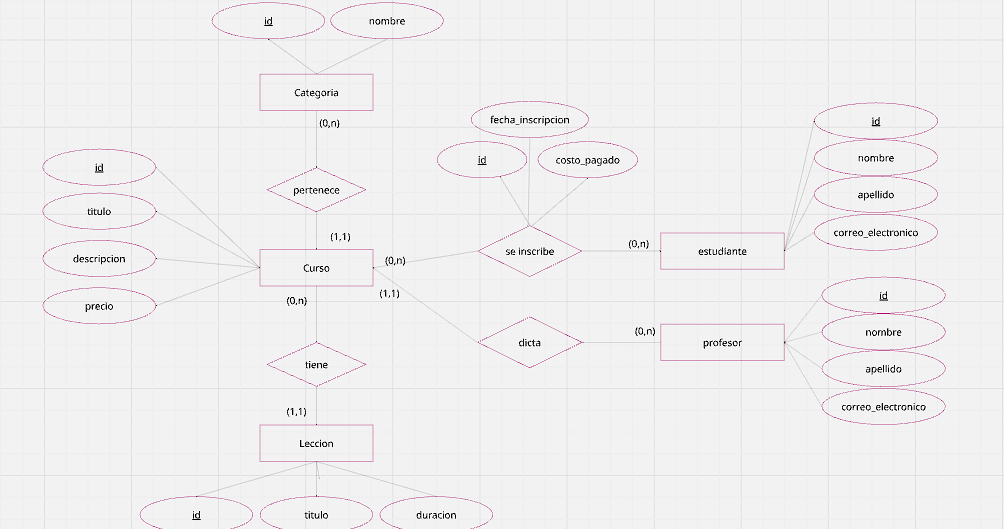 id
nombre
Categoria
(0,n)
pertenece
(1,1)
id
titulo
descripcion
precio
Curso
(0,n)
(1,1)
(0,n)
tiene
(1,1)
Leccion
id
titulo
duracion
fecha_inscripcion
id
costo_pagado
se inscribe
(0,n)
estudiante
id
nombre
apellido
correo_electronico
dicta
(0,n)
profesor
id
nombre
apellido
correo_electronico